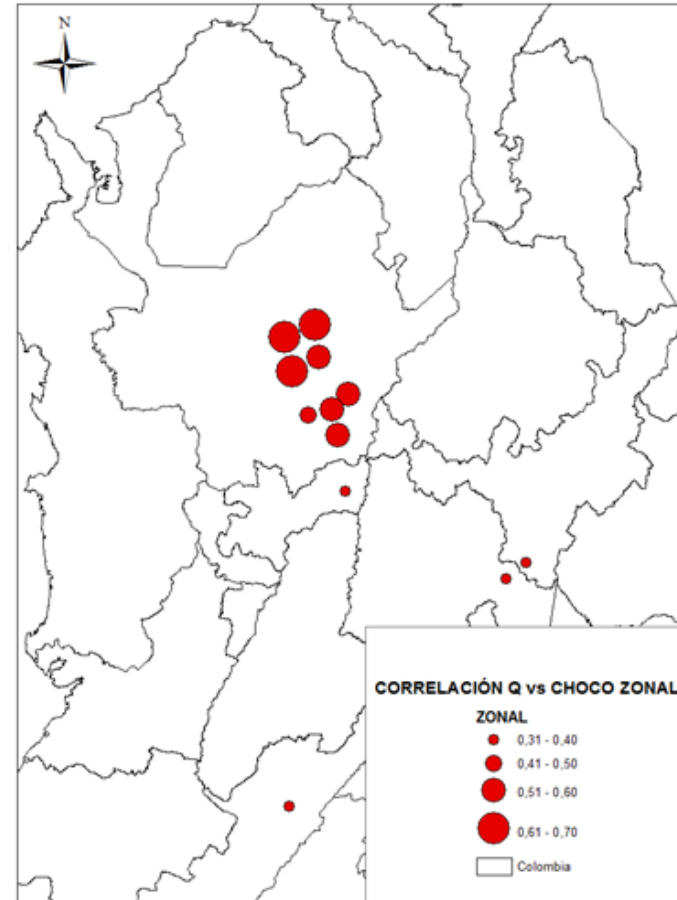 N
CORRELACIÓN Q vs CHOCO ZONAL
ZONAL
0,31 - 0,40
0,41 - 0,50
0,51 - 0,60
0,61 - 0,70
Colombia